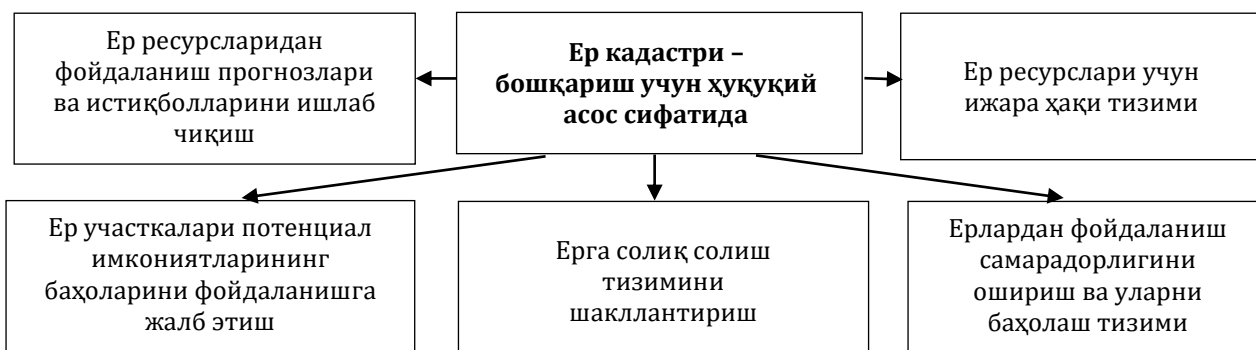 Ер ресурсларидан
фойдаланиш прогнозлари
ва истиқболларини ишлаб
чиқиш
Ер кадастри –
бошқариш учун ҳуқуқий
асос сифатида
Ер ресурслари учун
ижара ҳақи тизими
Ер участкалари потенциал
имкониятларининг
баҳоларини фойдаланишга
жалб этиш
Ерга солиқ солиш
тизимини
шакллантириш
Ерлардан фойдаланиш
самарадорлигини
ошириш ва уларни
баҳолаш тизими